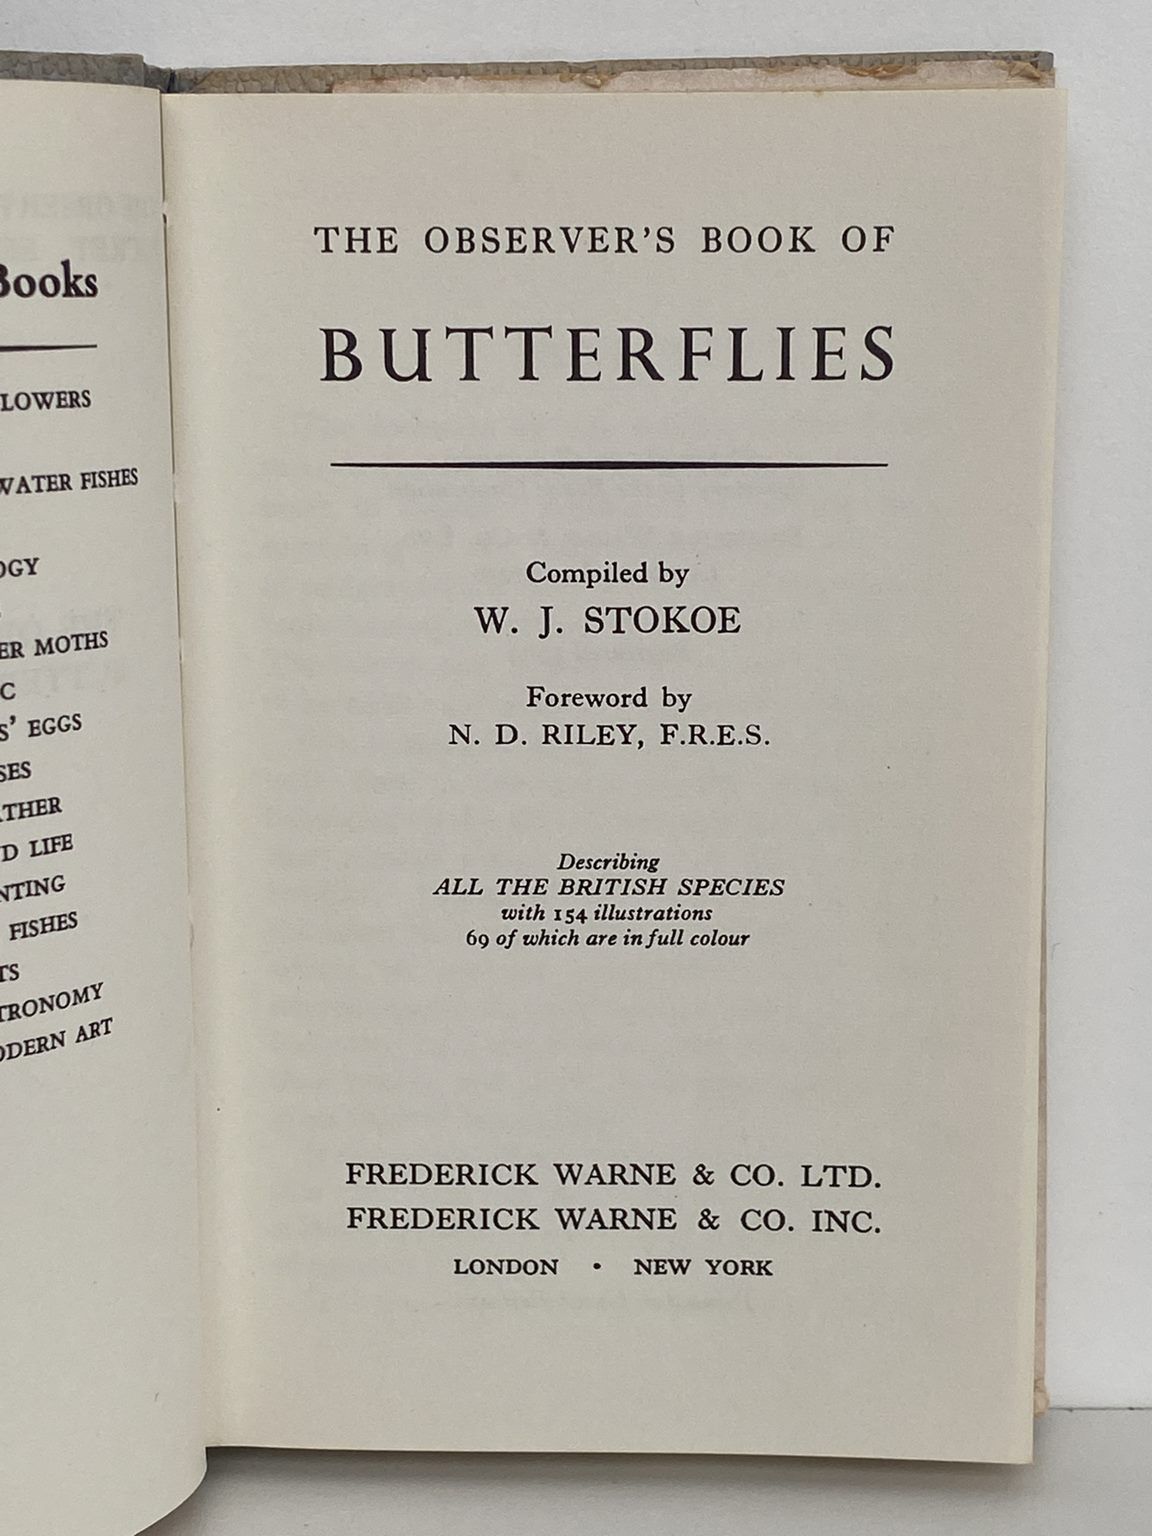 Books
LOWERS
WATER FISHES
OGY
ER MOTHS
C
S' EGGS
SES
ATHER
D LIFE
NTING
FISHES
TS
TRONOMY
ODERN ART
THE OBSERVER'S BOOK OF
BUTTERFLIES
Compiled by
W. J. STOKOE
Foreword by
N. D. RILEY, F.R.E.S.
Describing
ALL THE BRITISH SPECIES
with 154 illustrations
69 of which are in full colour
FREDERICK WARNE & CO. LTD.
FREDERICK WARNE & CO. INC.
LONDON • NEW YORK